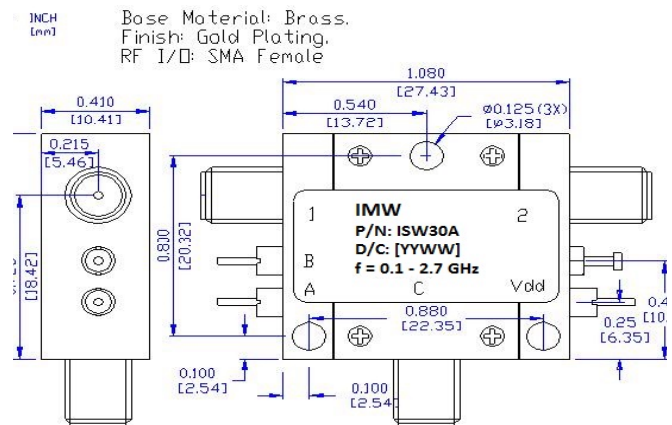 INCH
[mm]
Base Material: Brass.
Finish: Gold Plating.
RF I/O: SMA Female
0.410
[10.41]
0.215
[5.46]
[18.42]
1.080
[27.43]
0.540
[13.72]
ø0.125 (3X)
[ø3.18]
[20.32]
1
IMW
2
P/N: ISW30A
D/C: [YYWW]
B
f = 0.1 - 2.7 GHz
A
C
Vdd
0.880
[22.35]
0.25
[6.35]
0.100
[2.54]
0.100
[2.54]